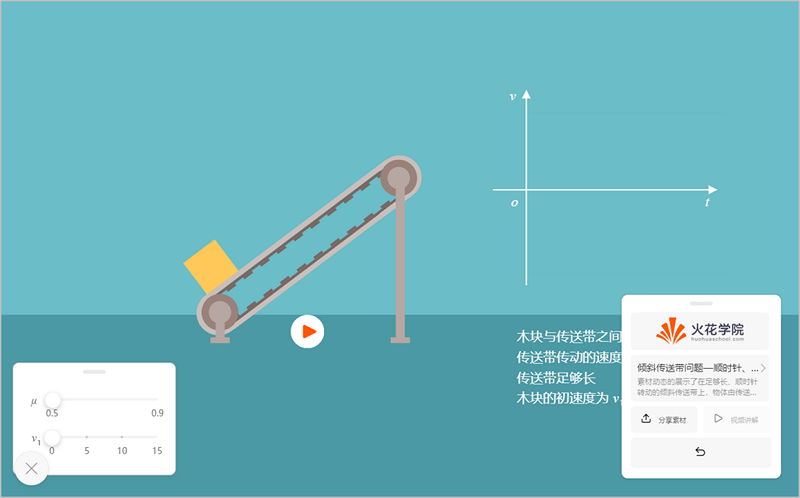 v
o
t
木块与传送带之间
传送带传动的速度
传送带足够长
木块的初速度为 v
μ
0.5
0.9
v₁
0
5
10
15
火花学院
huohuaschool.com
倾斜传送带问题—顺时针、...
素材动态的展示了在足够长、顺时针
转动的倾斜传送带上，物体由传送...
分享素材
视频讲解